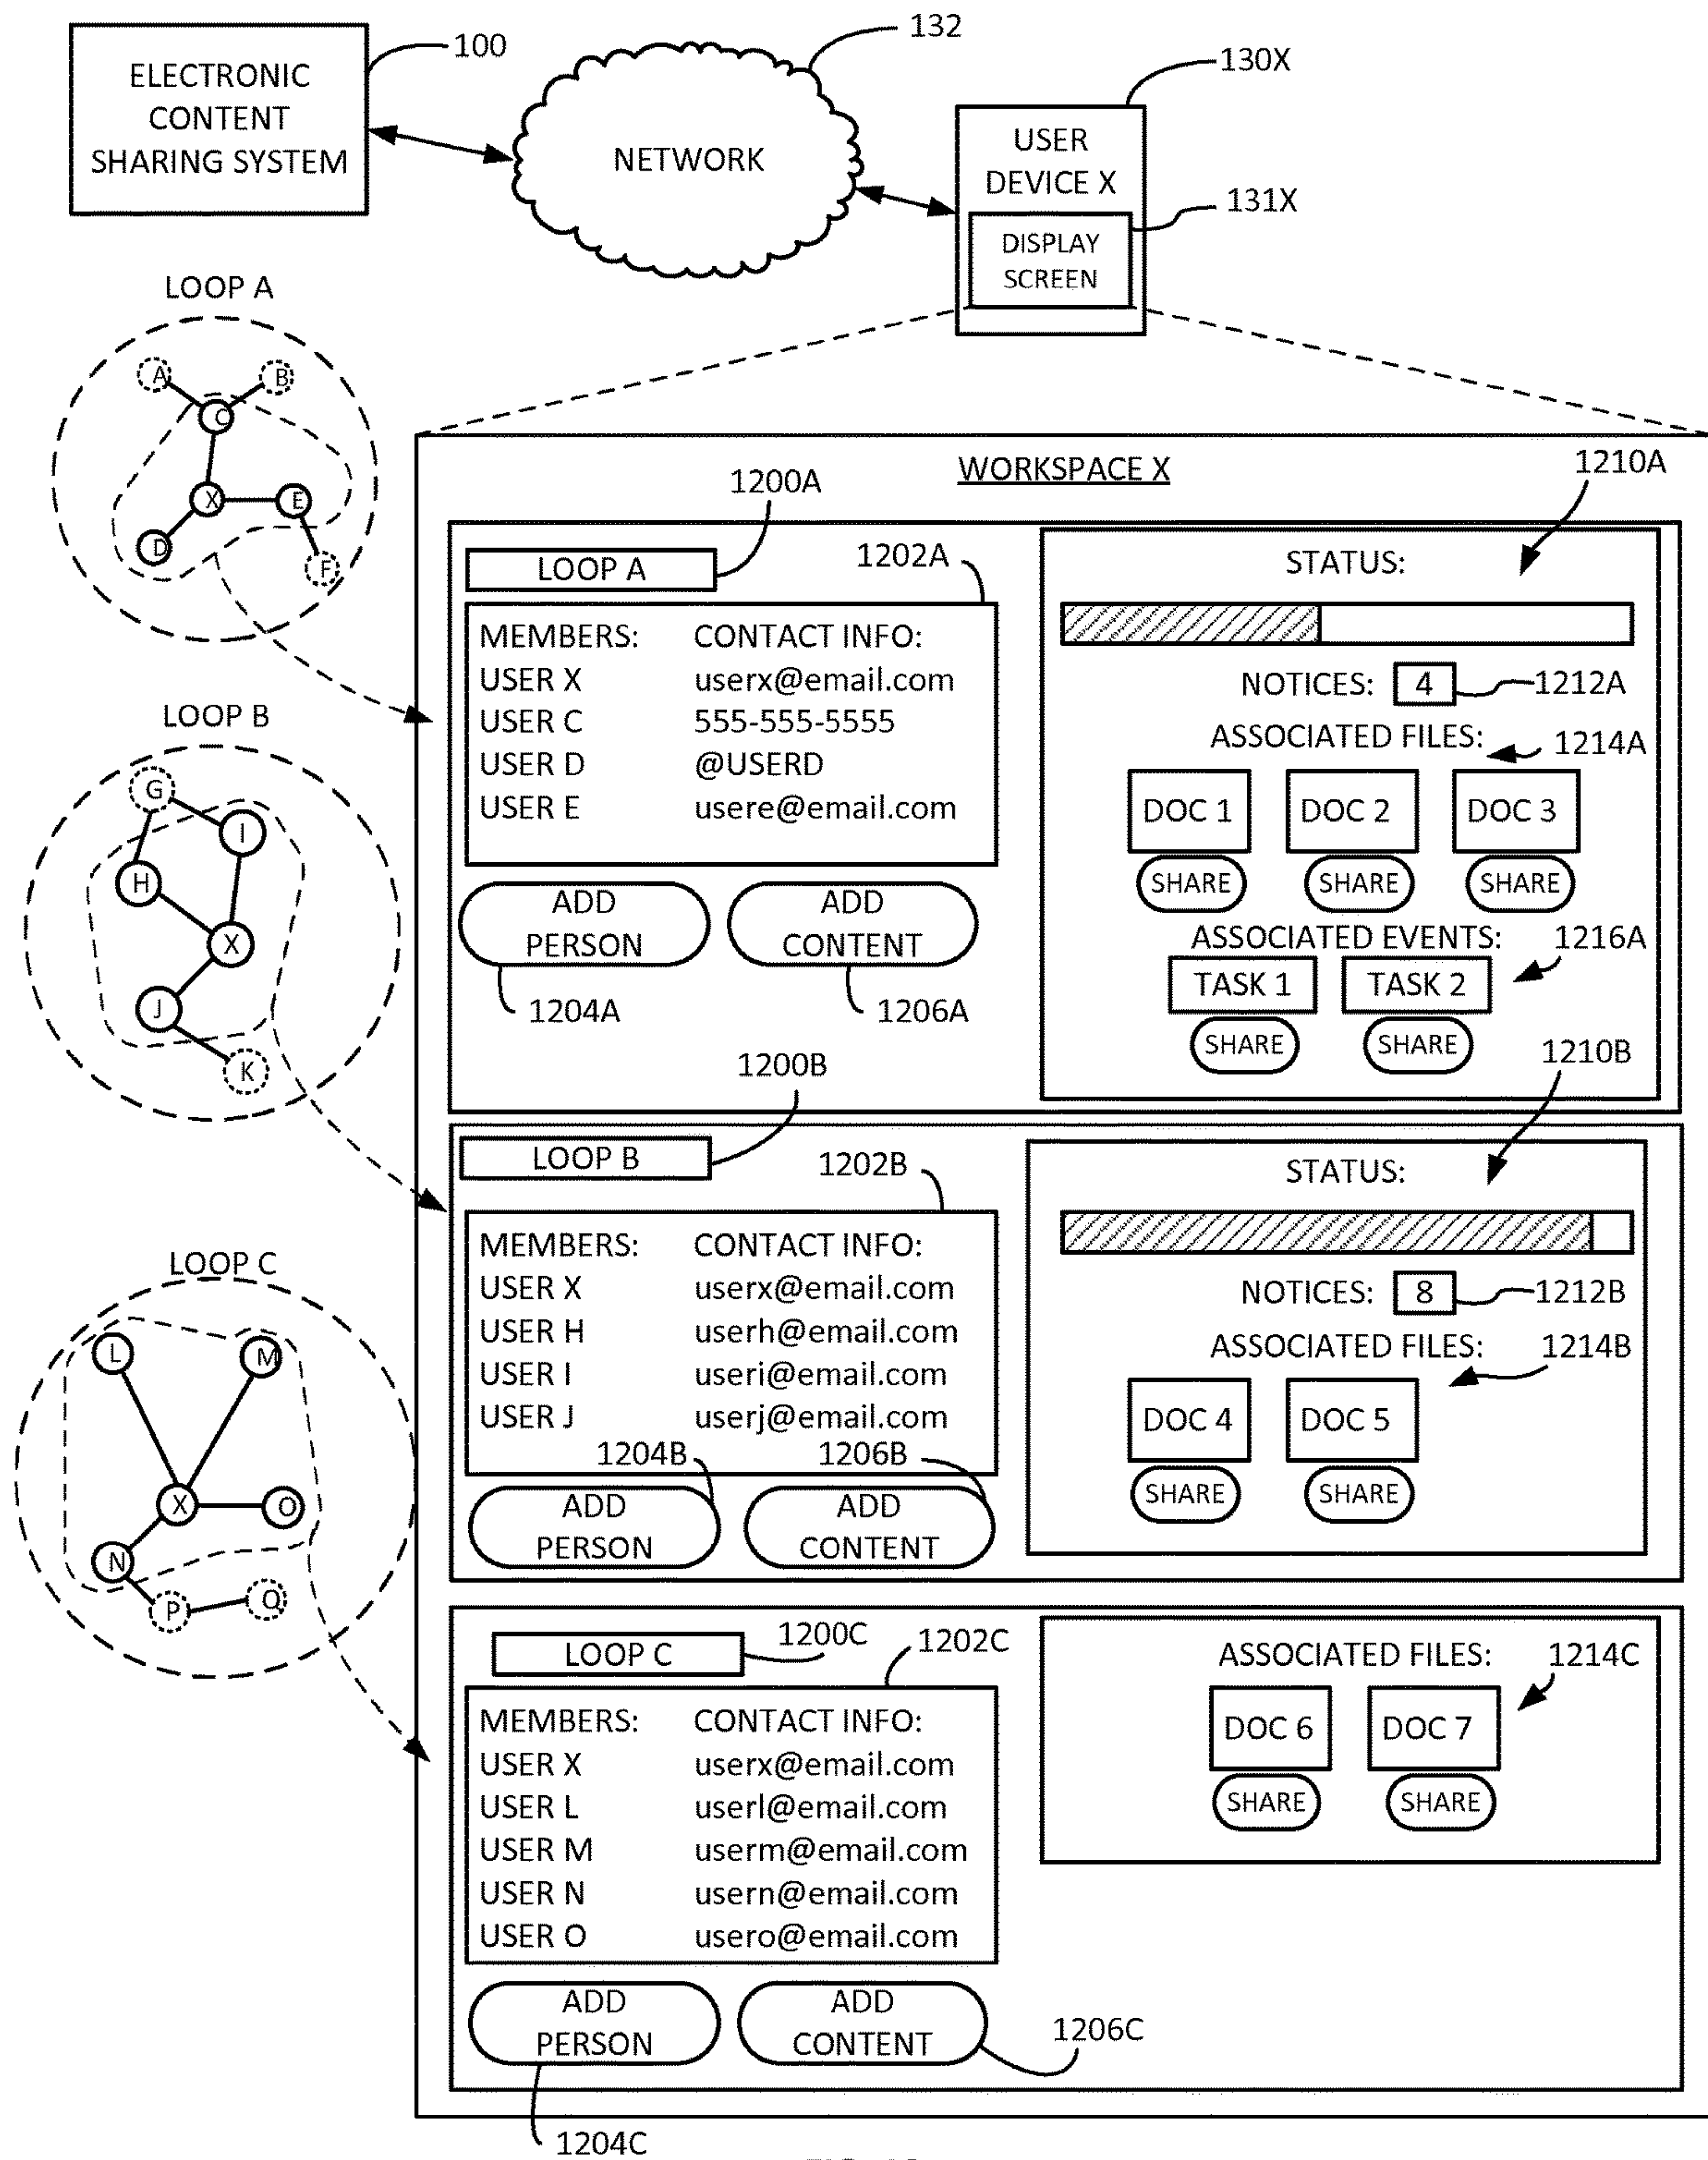 ELECTRONIC
CONTENT
SHARING SYSTEM
100
NETWORK
132
USER
DEVICE X
130X
DISPLAY
SCREEN
131X
LOOP A
A
B
C
X
E
D
F
LOOP B
G
I
H
X
J
K
LOOP C
L
M
X
O
N
P
Q
WORKSPACE X
1200A
LOOP A
1202A
MEMBERS: CONTACT INFO:
USER X userx@email.com
USER C 555-555-5555
USER D @USERD
USER E usere@email.com
ADD
PERSON
ADD
CONTENT
1204A
1206A
1210A
STATUS:
NOTICES: 4 1212A
ASSOCIATED FILES: 1214A
DOC 1 DOC 2 DOC 3
SHARE SHARE SHARE
ASSOCIATED EVENTS: 1216A
TASK 1 TASK 2
SHARE SHARE
1200B
LOOP B
1202B
MEMBERS: CONTACT INFO:
USER X userx@email.com
USER H userh@email.com
USER I useri@email.com
USER J userj@email.com
1204B 1206B
ADD
PERSON
ADD
CONTENT
1210B
STATUS:
NOTICES: 8 1212B
ASSOCIATED FILES: 1214B
DOC 4 DOC 5
SHARE SHARE
LOOP C
1200C
1202C
MEMBERS: CONTACT INFO:
USER X userx@email.com
USER L userl@email.com
USER M userm@email.com
USER N usern@email.com
USER O usero@email.com
ADD
PERSON
ADD
CONTENT
1204C
1206C
ASSOCIATED FILES: 1214C
DOC 6 DOC 7
SHARE SHARE